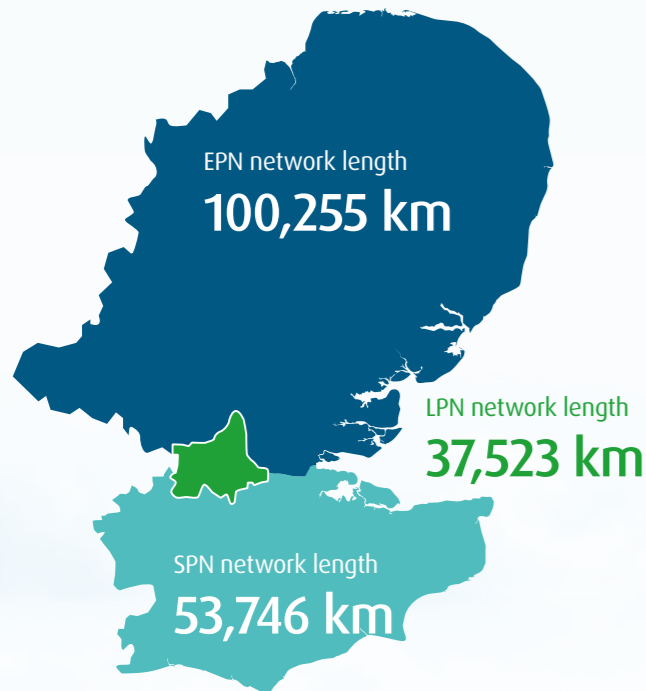 EPN network length
100,255 km
LPN network length
37,523 km
SPN network length
53,746 km